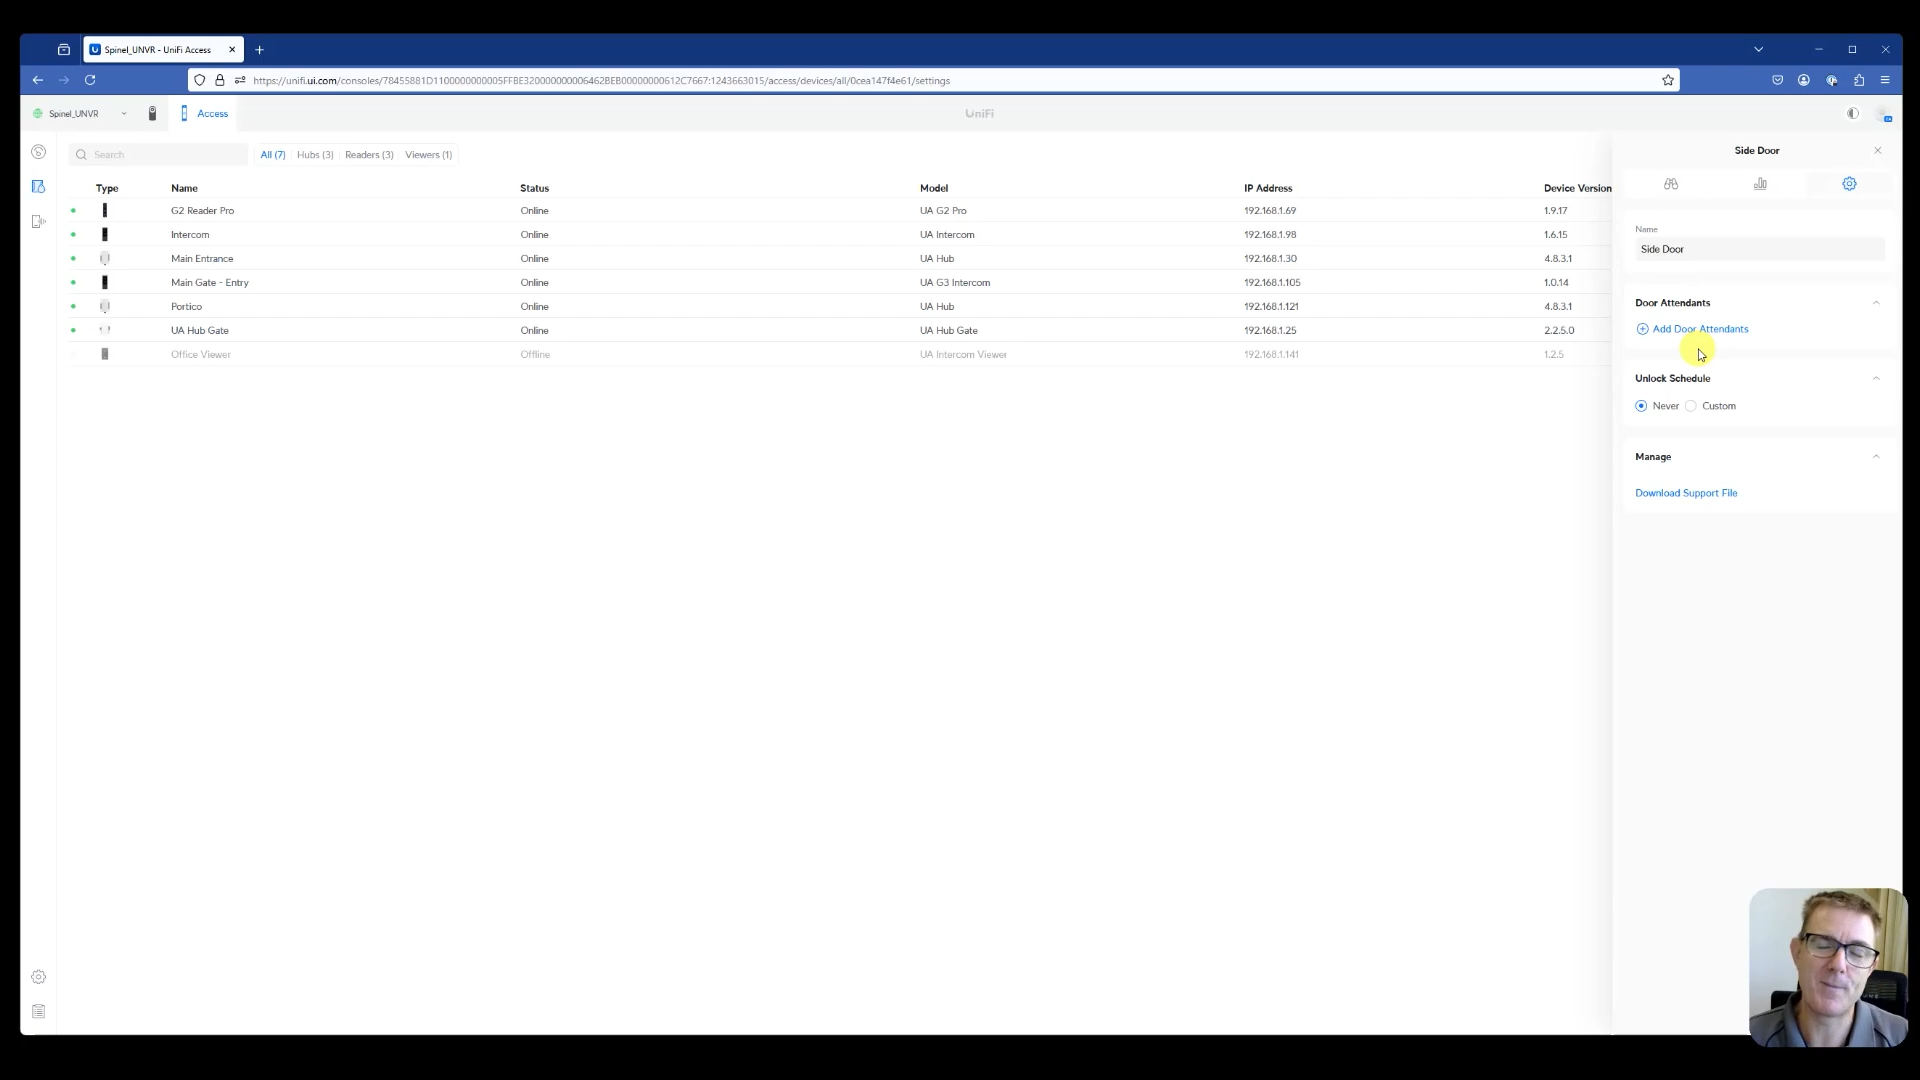 Spinel_UNVR - UniFi Access
https://unifi.ui.com/consoles/78455881D1100000000005FFBE320000000006462BEB00000000612C7667:1243663015/access/devices/all/0cea147f4e61/settings
Spinel_UNVR
Access
UniFi
Search
All (7) Hubs (3) Readers (3) Viewers (1)
Type Name Status Model IP Address Device Version
G2 Reader Pro Online UA G2 Pro 192.168.1.69 1.9.17
Intercom Online UA Intercom 192.168.1.98 1.6.15
Main Entrance Online UA Hub 192.168.1.30 4.8.3.1
Main Gate - Entry Online UA G3 Intercom 192.168.1.105 1.0.14
Portico Online UA Hub 192.168.1.121 4.8.3.1
UA Hub Gate Online UA Hub Gate 192.168.1.25 2.2.5.0
Office Viewer Offline UA Intercom Viewer 192.168.1.141 1.2.5
Side Door
Name
Side Door
Door Attendants
Add Door Attendants
Unlock Schedule
Never Custom
Manage
Download Support File